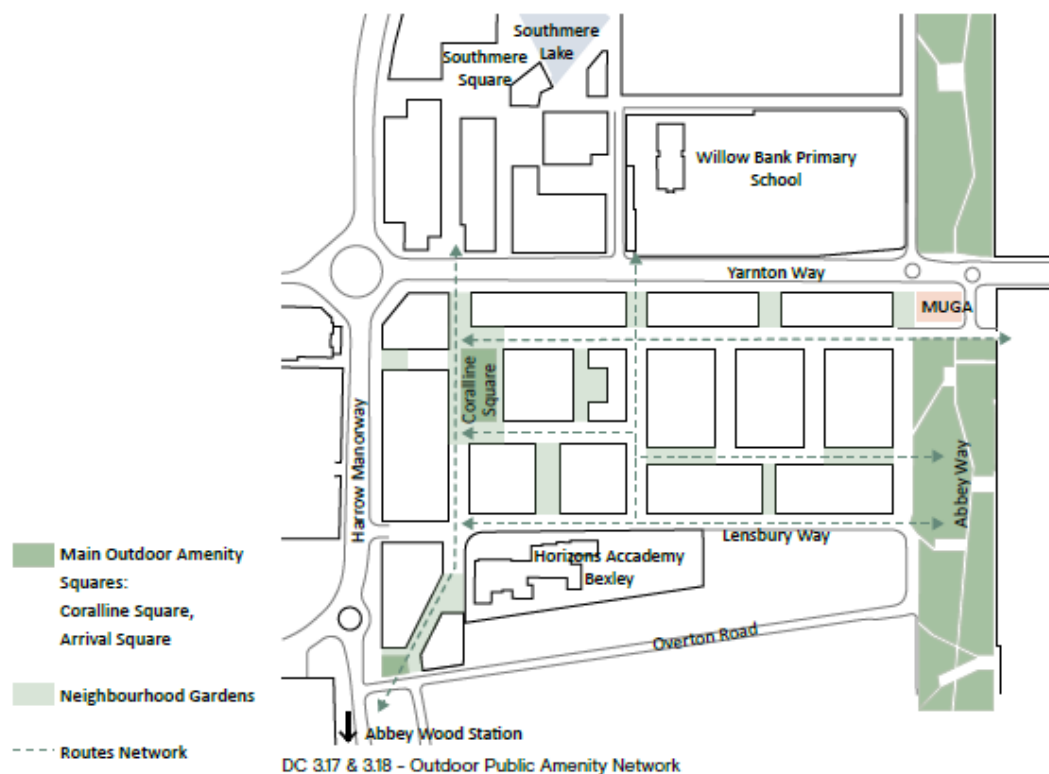 Southmere
Lake
Southmere
Square
Willow Bank Primary
School
Yarnton Way
MUGA
Coralline
Square
Harrow Manorway
Abbey Way
Lensbury Way
Horizons Accademy
Bexley
Overton Road
Main Outdoor Amenity
Squares:
Coralline Square,
Arrival Square
Neighbourhood Gardens
Routes Network
Abbey Wood Station
DC 3.17 & 3.18 - Outdoor Public Amenity Network